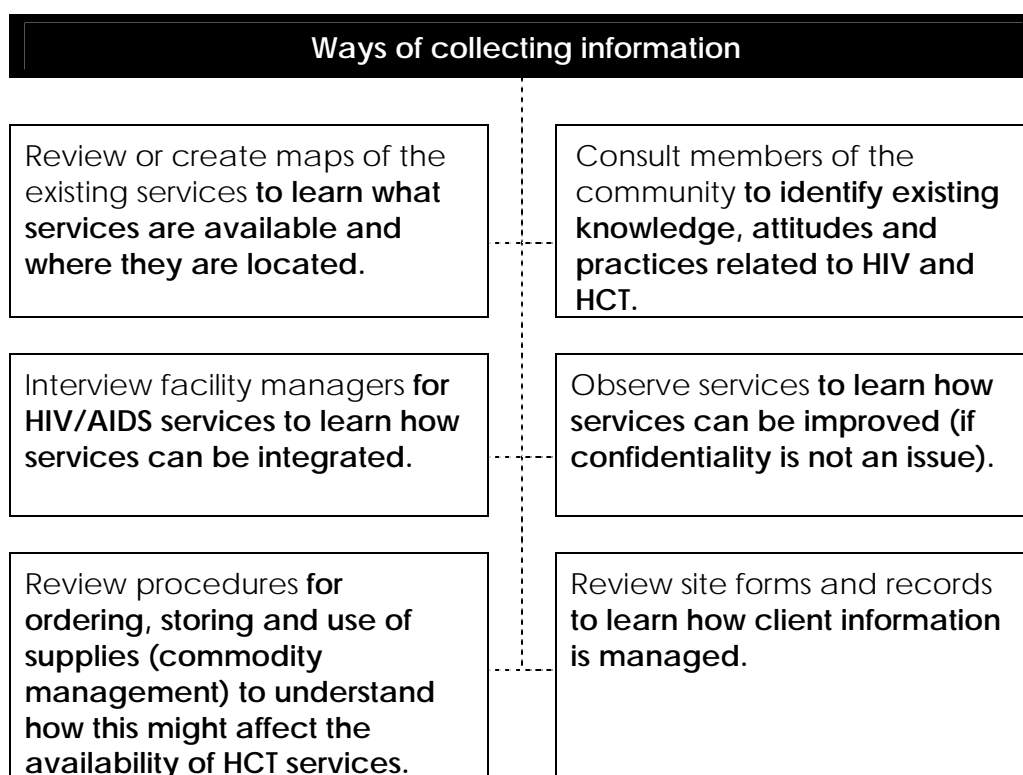 Ways of collecting information
Review or create maps of the
existing services to learn what
services are available and
where they are located.
Consult members of the
community to identify existing
knowledge, attitudes and
practices related to HIV and
HCT.
Interview facility managers for
HIV/AIDS services to learn how
services can be integrated.
Observe services to learn how
services can be improved (if
confidentiality is not an issue).
Review procedures for
ordering, storing and use of
supplies (commodity
management) to understand
how this might affect the
availability of HCT services.
Review site forms and records
to learn how client information
is managed.